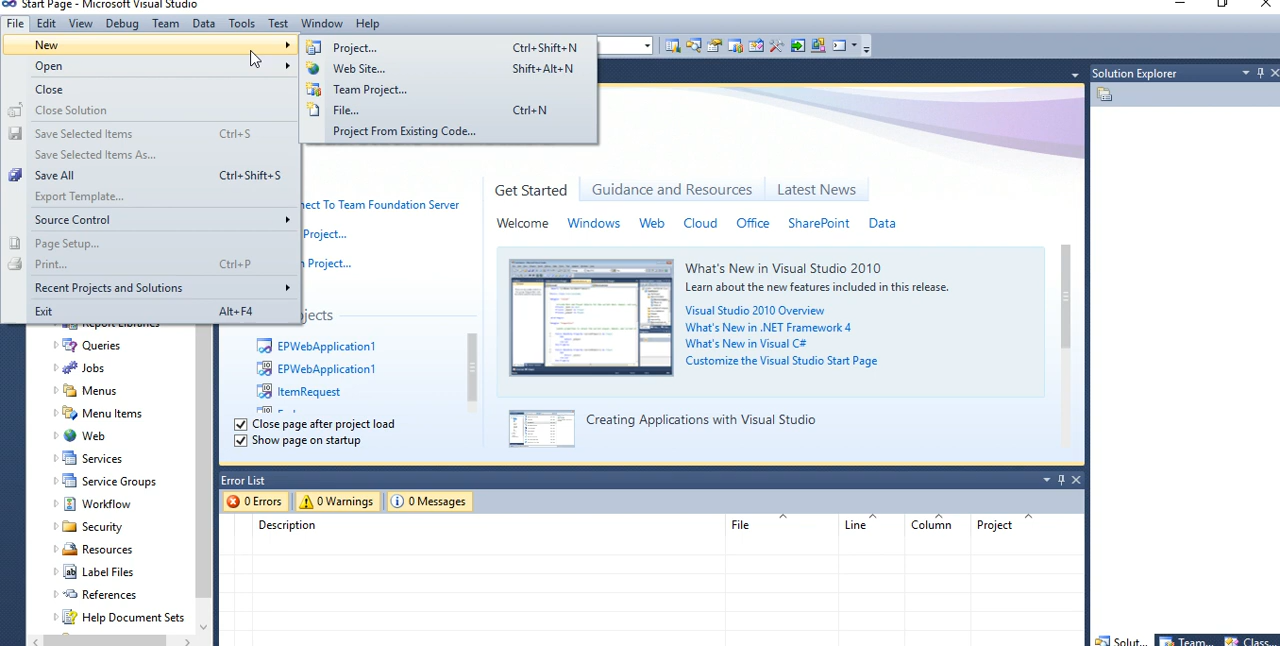 Start Page - Microsoft Visual Studio
File Edit View Debug Team Data Tools Test Window Help
New
Open
Close
Close Solution
Save Selected Items Ctrl+S
Save Selected Items As...
Save All Ctrl+Shift+S
Export Template...
Source Control
Page Setup...
Print... Ctrl+P
Recent Projects and Solutions
Exit Alt+F4
Project... Ctrl+Shift+N
Web Site... Shift+Alt+N
Team Project...
File... Ctrl+N
Project From Existing Code...
Solution Explorer
To Team Foundation Server
Project...
Project...
Get Started Guidance and Resources Latest News
Welcome Windows Web Cloud Office SharePoint Data
What's New in Visual Studio 2010
Learn about the new features included in this release.
Visual Studio 2010 Overview
What's New in .NET Framework 4
What's New in Visual C#
Customize the Visual Studio Start Page
Creating Applications with Visual Studio
EPWebApplication1
EPWebApplication1
ItemRequest
Close page after project load
Show page on startup
Report Libraries
Queries
Jobs
Menus
Menu Items
Web
Services
Service Groups
Workflow
Security
Resources
Label Files
References
Help Document Sets
Error List
0 Errors 0 Warnings 0 Messages
Description File Line Column Project
Solut... Team... Class...